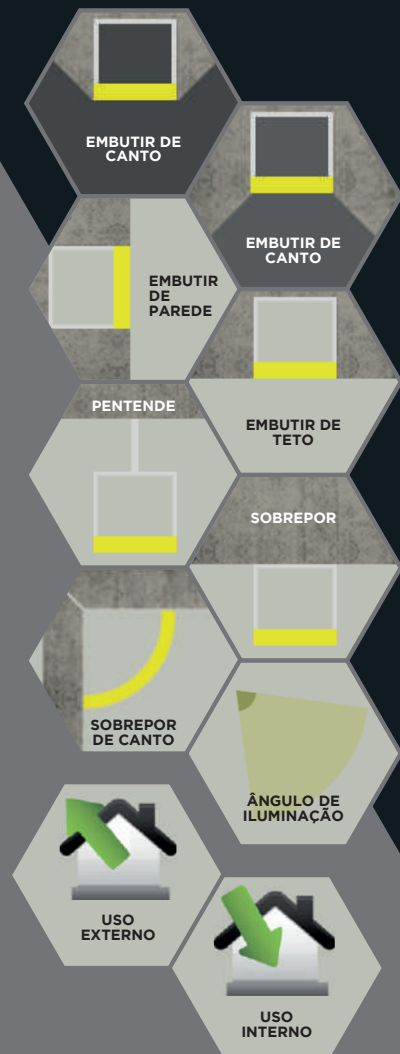 EMBUTIR DE
CANTO
EMBUTIR DE
CANTO
EMBUTIR
DE
PAREDE
PENTENDE
EMBUTIR DE
TETO
SOBREPOR
SOBREPOR
DE CANTO
ÂNGULO DE
ILUMINAÇÃO
USO
EXTERNO
USO
INTERNO